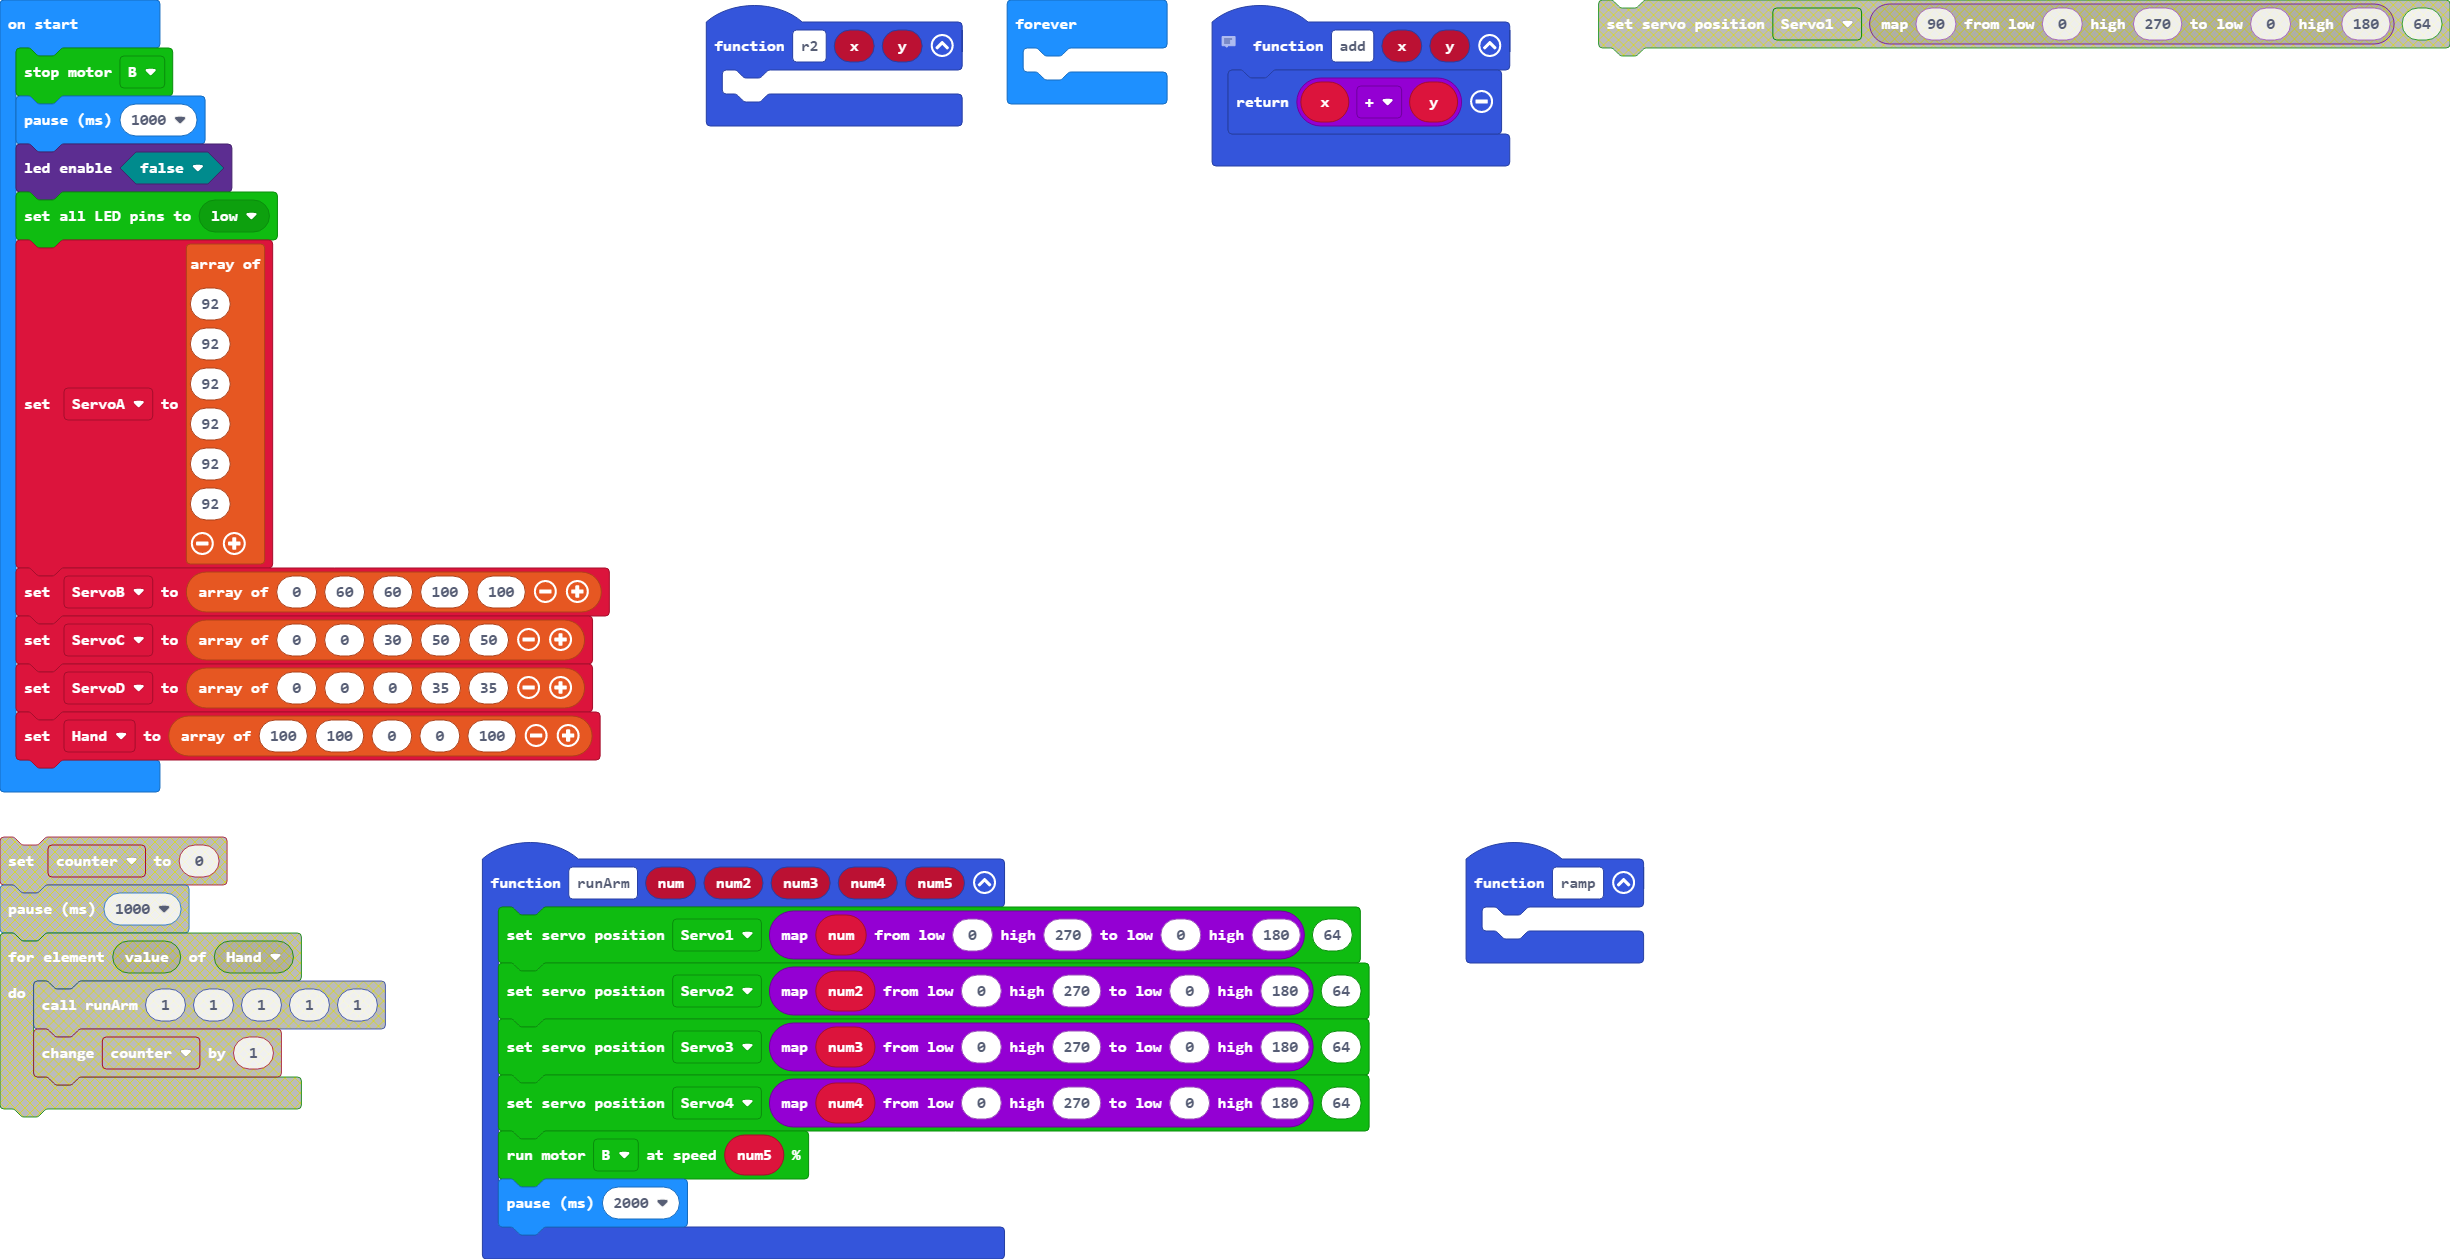 on start
stop motor B
pause (ms) 1000
led enable false
set all LED pins to low
set ServoA to array of
92
92
92
92
92
92
set ServoB to array of 0 60 60 100 100
set ServoC to array of 0 0 30 50 50
set ServoD to array of 0 0 0 35 35
set Hand to array of 100 100 0 0 100
function r2 x y
forever
function add x y
return x + y
set servo position Servo1 map 90 from low 0 high 270 to low 0 high 180 64
set counter to 0
pause (ms) 1000
for element value of Hand
do
call runArm 1 1 1 1 1
change counter by 1
function runArm num num2 num3 num4 num5
set servo position Servo1 map num from low 0 high 270 to low 0 high 180 64
set servo position Servo2 map num2 from low 0 high 270 to low 0 high 180 64
set servo position Servo3 map num3 from low 0 high 270 to low 0 high 180 64
set servo position Servo4 map num4 from low 0 high 270 to low 0 high 180 64
run motor B at speed num5 %
pause (ms) 2000
function ramp